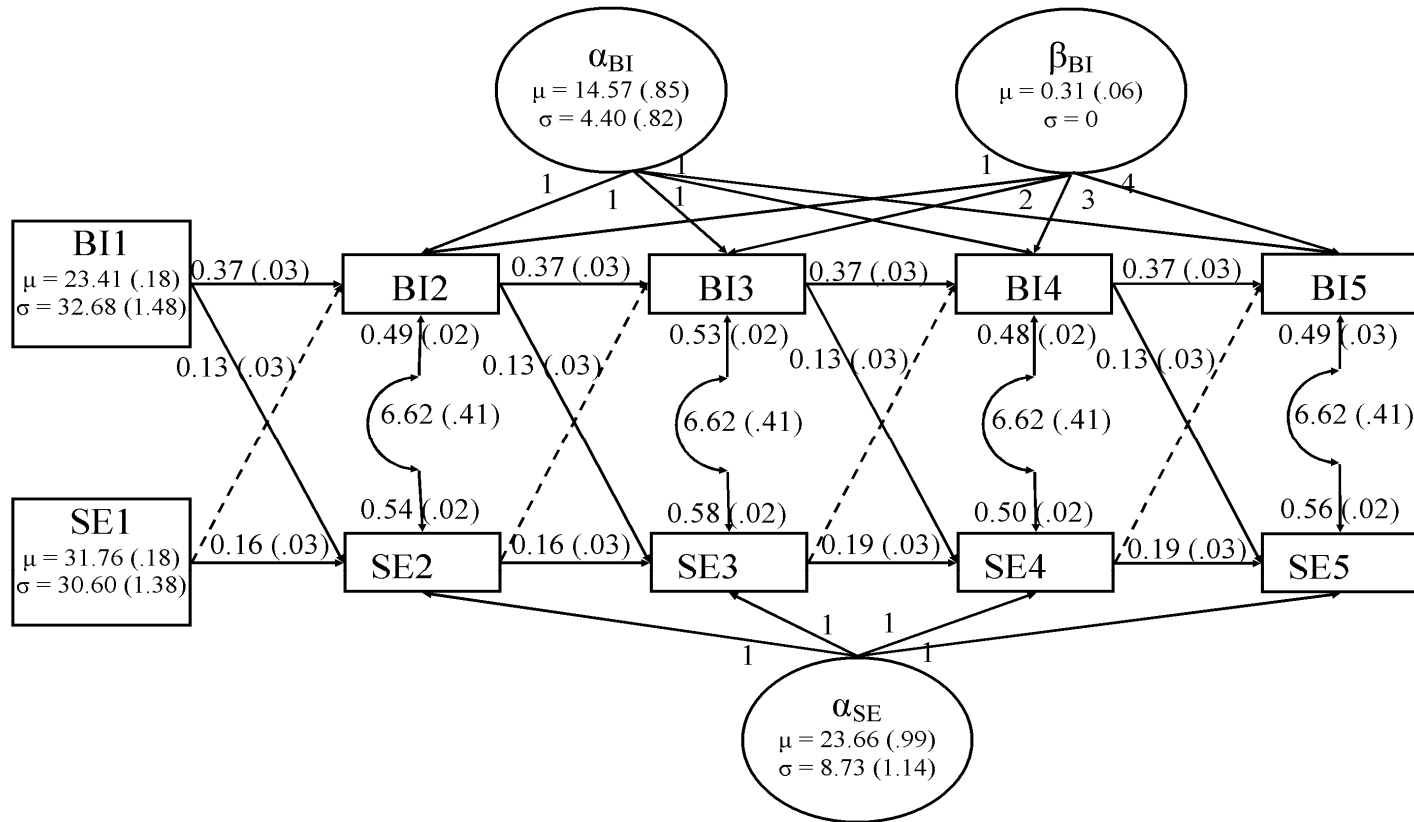 α_BI
μ = 14.57 (.85)
σ = 4.40 (.82)
β_BI
μ = 0.31 (.06)
σ = 0
1
1
1
1
1
2
3
4
BI1
μ = 23.41 (.18)
σ = 32.68 (1.48)
0.37 (.03)
BI2
0.37 (.03)
BI3
0.37 (.03)
BI4
0.37 (.03)
BI5
0.49 (.02)
0.53 (.02)
0.48 (.02)
0.49 (.03)
0.13 (.03)
0.13 (.03)
0.13 (.03)
0.13 (.03)
6.62 (.41)
6.62 (.41)
6.62 (.41)
6.62 (.41)
0.54 (.02)
0.58 (.02)
0.50 (.02)
0.56 (.02)
SE1
μ = 31.76 (.18)
σ = 30.60 (1.38)
0.16 (.03)
SE2
0.16 (.03)
SE3
0.19 (.03)
SE4
0.19 (.03)
SE5
1
1
1
1
α_SE
μ = 23.66 (.99)
σ = 8.73 (1.14)